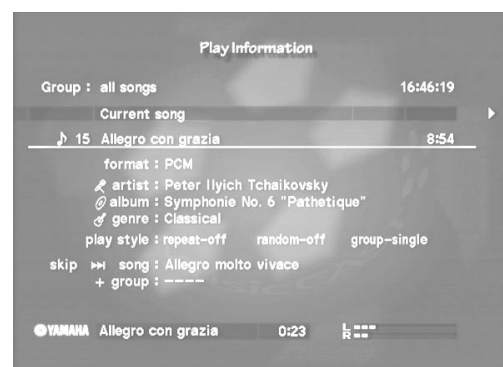 Play Information
Group : all songs 16:46:19
Current song
15 Allegro con grazia 8:54
format : PCM
artist : Peter Ilyich Tchaikovsky
album : Symphonie No. 6 "Pathetique"
genre : Classical
play style : repeat-off random-off group-single
skip song : Allegro molto vivace
+ group : ----
YAMAHA Allegro con grazia 0:23 L
R